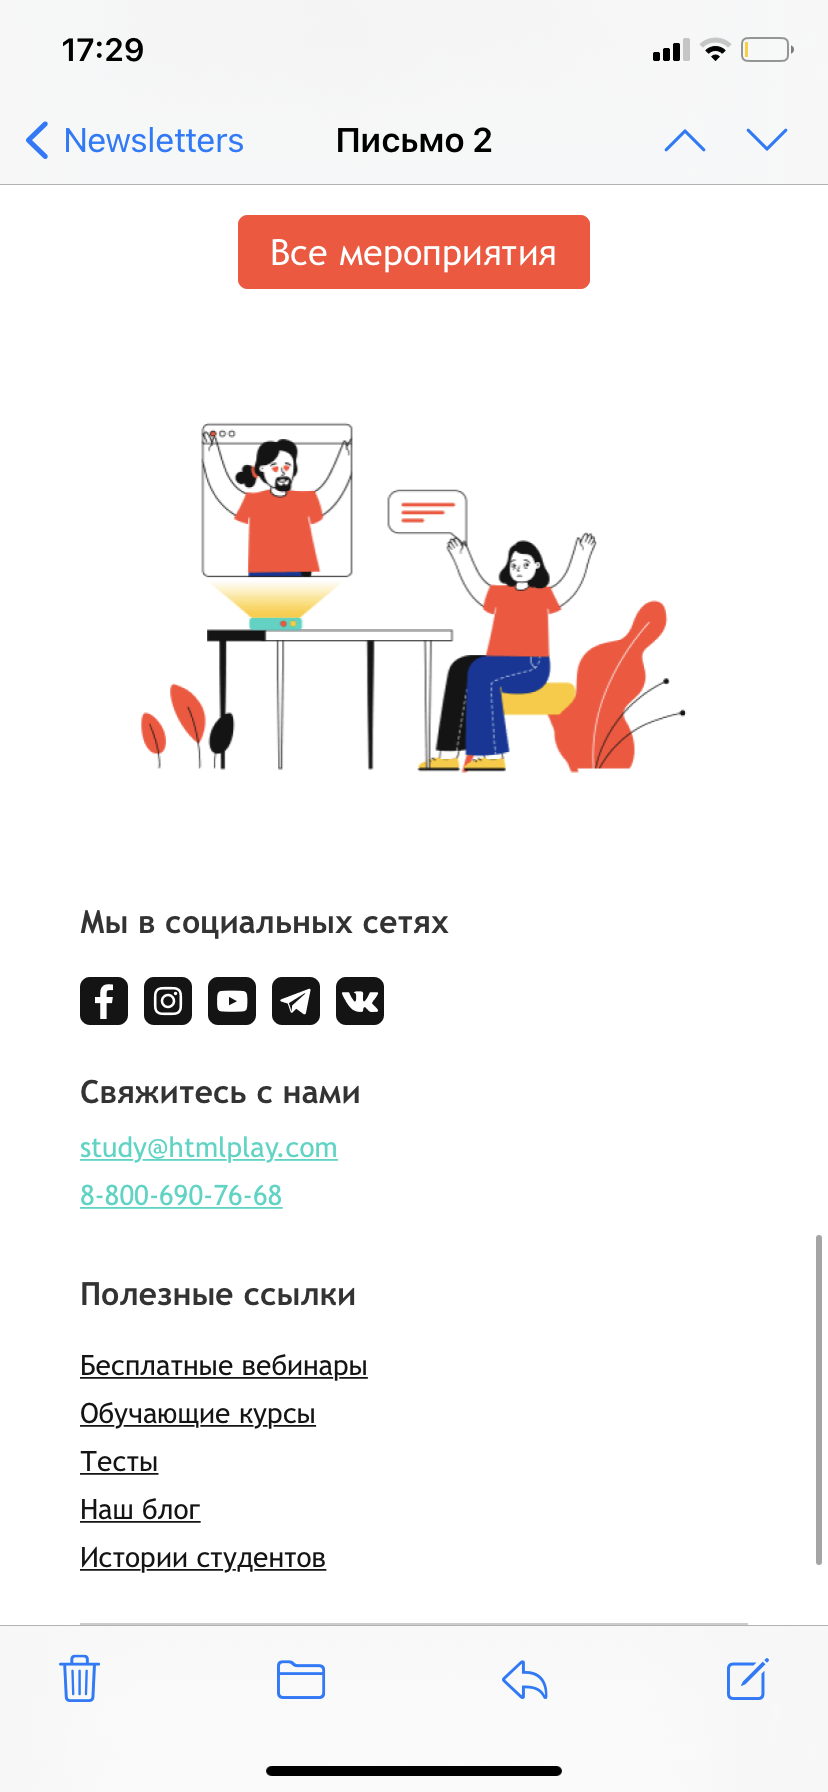 17:29
Newsletters
Письмо 2
Все мероприятия
Мы в социальных сетях
Свяжитесь с нами
study@htmlplay.com
8-800-690-76-68
Полезные ссылки
Бесплатные вебинары
Обучающие курсы
Тесты
Наш блог
Истории студентов